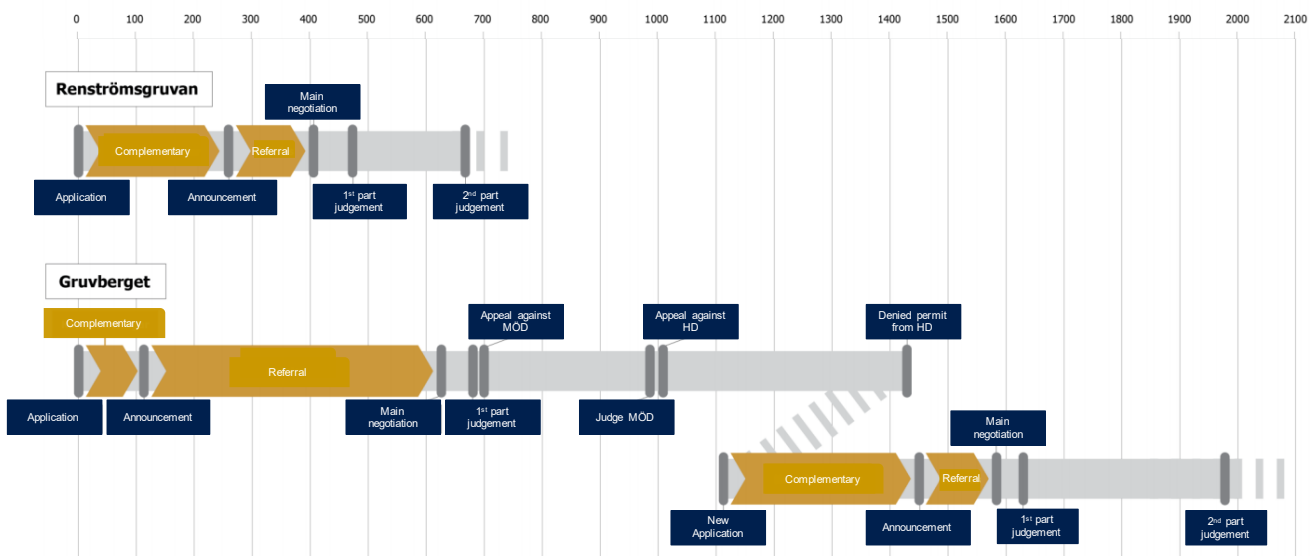 0 100 200 300 400 500 600 700 800 900 1000 1100 1200 1300 1400 1500 1600 1700 1800 1900 2000 2100
Renströmsgruvan
Main
negotiation
Complementary
Referral
Application
Announcement
1st part
judgement
2nd part
judgement
Gruvberget
Complementary
Appeal against
MÖD
Appeal against
HD
Denied permit
from HD
Referral
Application
Announcement
Main
negotiation
1st part
judgement
Judge MÖD
Main
negotiation
Complementary
Referral
New
Application
Announcement
1st part
judgement
2nd part
judgement